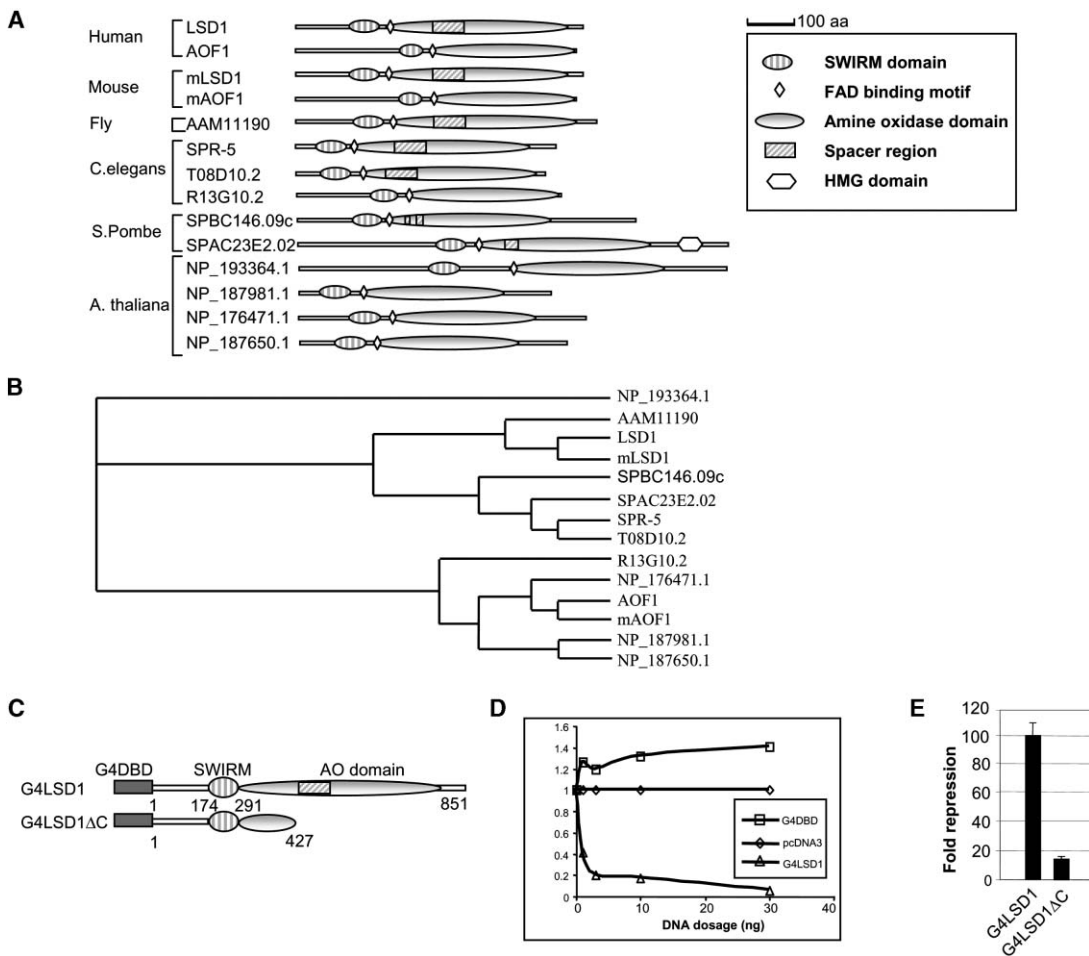 A
Human
LSD1
AOF1
Mouse
mLSD1
mAOF1
Fly
AAM11190
C.elegans
SPR-5
T08D10.2
R13G10.2
S.Pombe
SPBC146.09c
SPAC23E2.02
A. thaliana
NP_193364.1
NP_187981.1
NP_176471.1
NP_187650.1
100 aa
SWIRM domain
FAD binding motif
Amine oxidase domain
Spacer region
HMG domain
B
NP_193364.1
AAM11190
LSD1
mLSD1
SPBC146.09c
SPAC23E2.02
SPR-5
T08D10.2
R13G10.2
NP_176471.1
AOF1
mAOF1
NP_187981.1
NP_187650.1
C
G4DBD SWIRM AO domain
G4LSD1
1 174 291 851
G4LSD1ΔC
1 427
D
1.6
1.4
1.2
1
0.8
0.6
0.4
0.2
0
0 10 20 30 40
DNA dosage (ng)
G4DBD
pcDNA3
G4LSD1
E
Fold repression
120
100
80
60
40
20
0
G4LSD1
G4LSD1ΔC